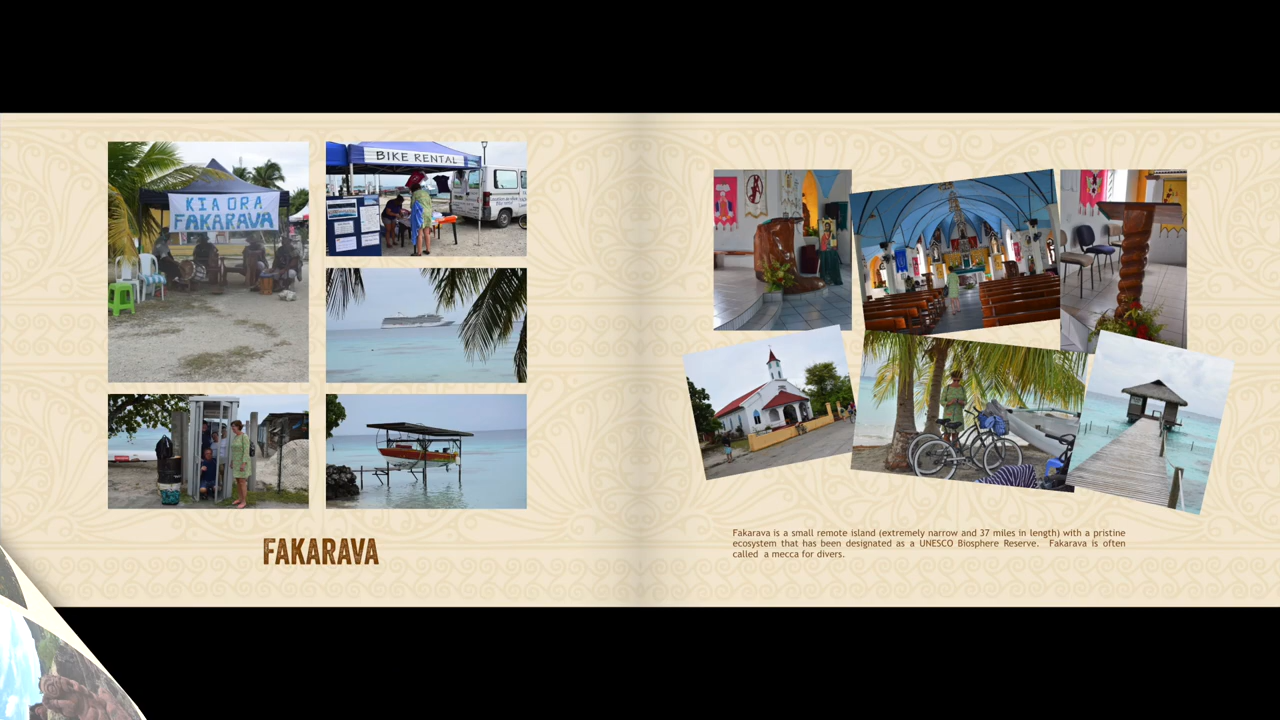 KIA ORA
FAKARAVA
BIKE RENTAL
FAKARAVA
Fakarava is a small remote island (extremely narrow and 37 miles in length) with a pristine
ecosystem that has been designated as a UNESCO Biosphere Reserve. Fakarava is often
called a mecca for divers.